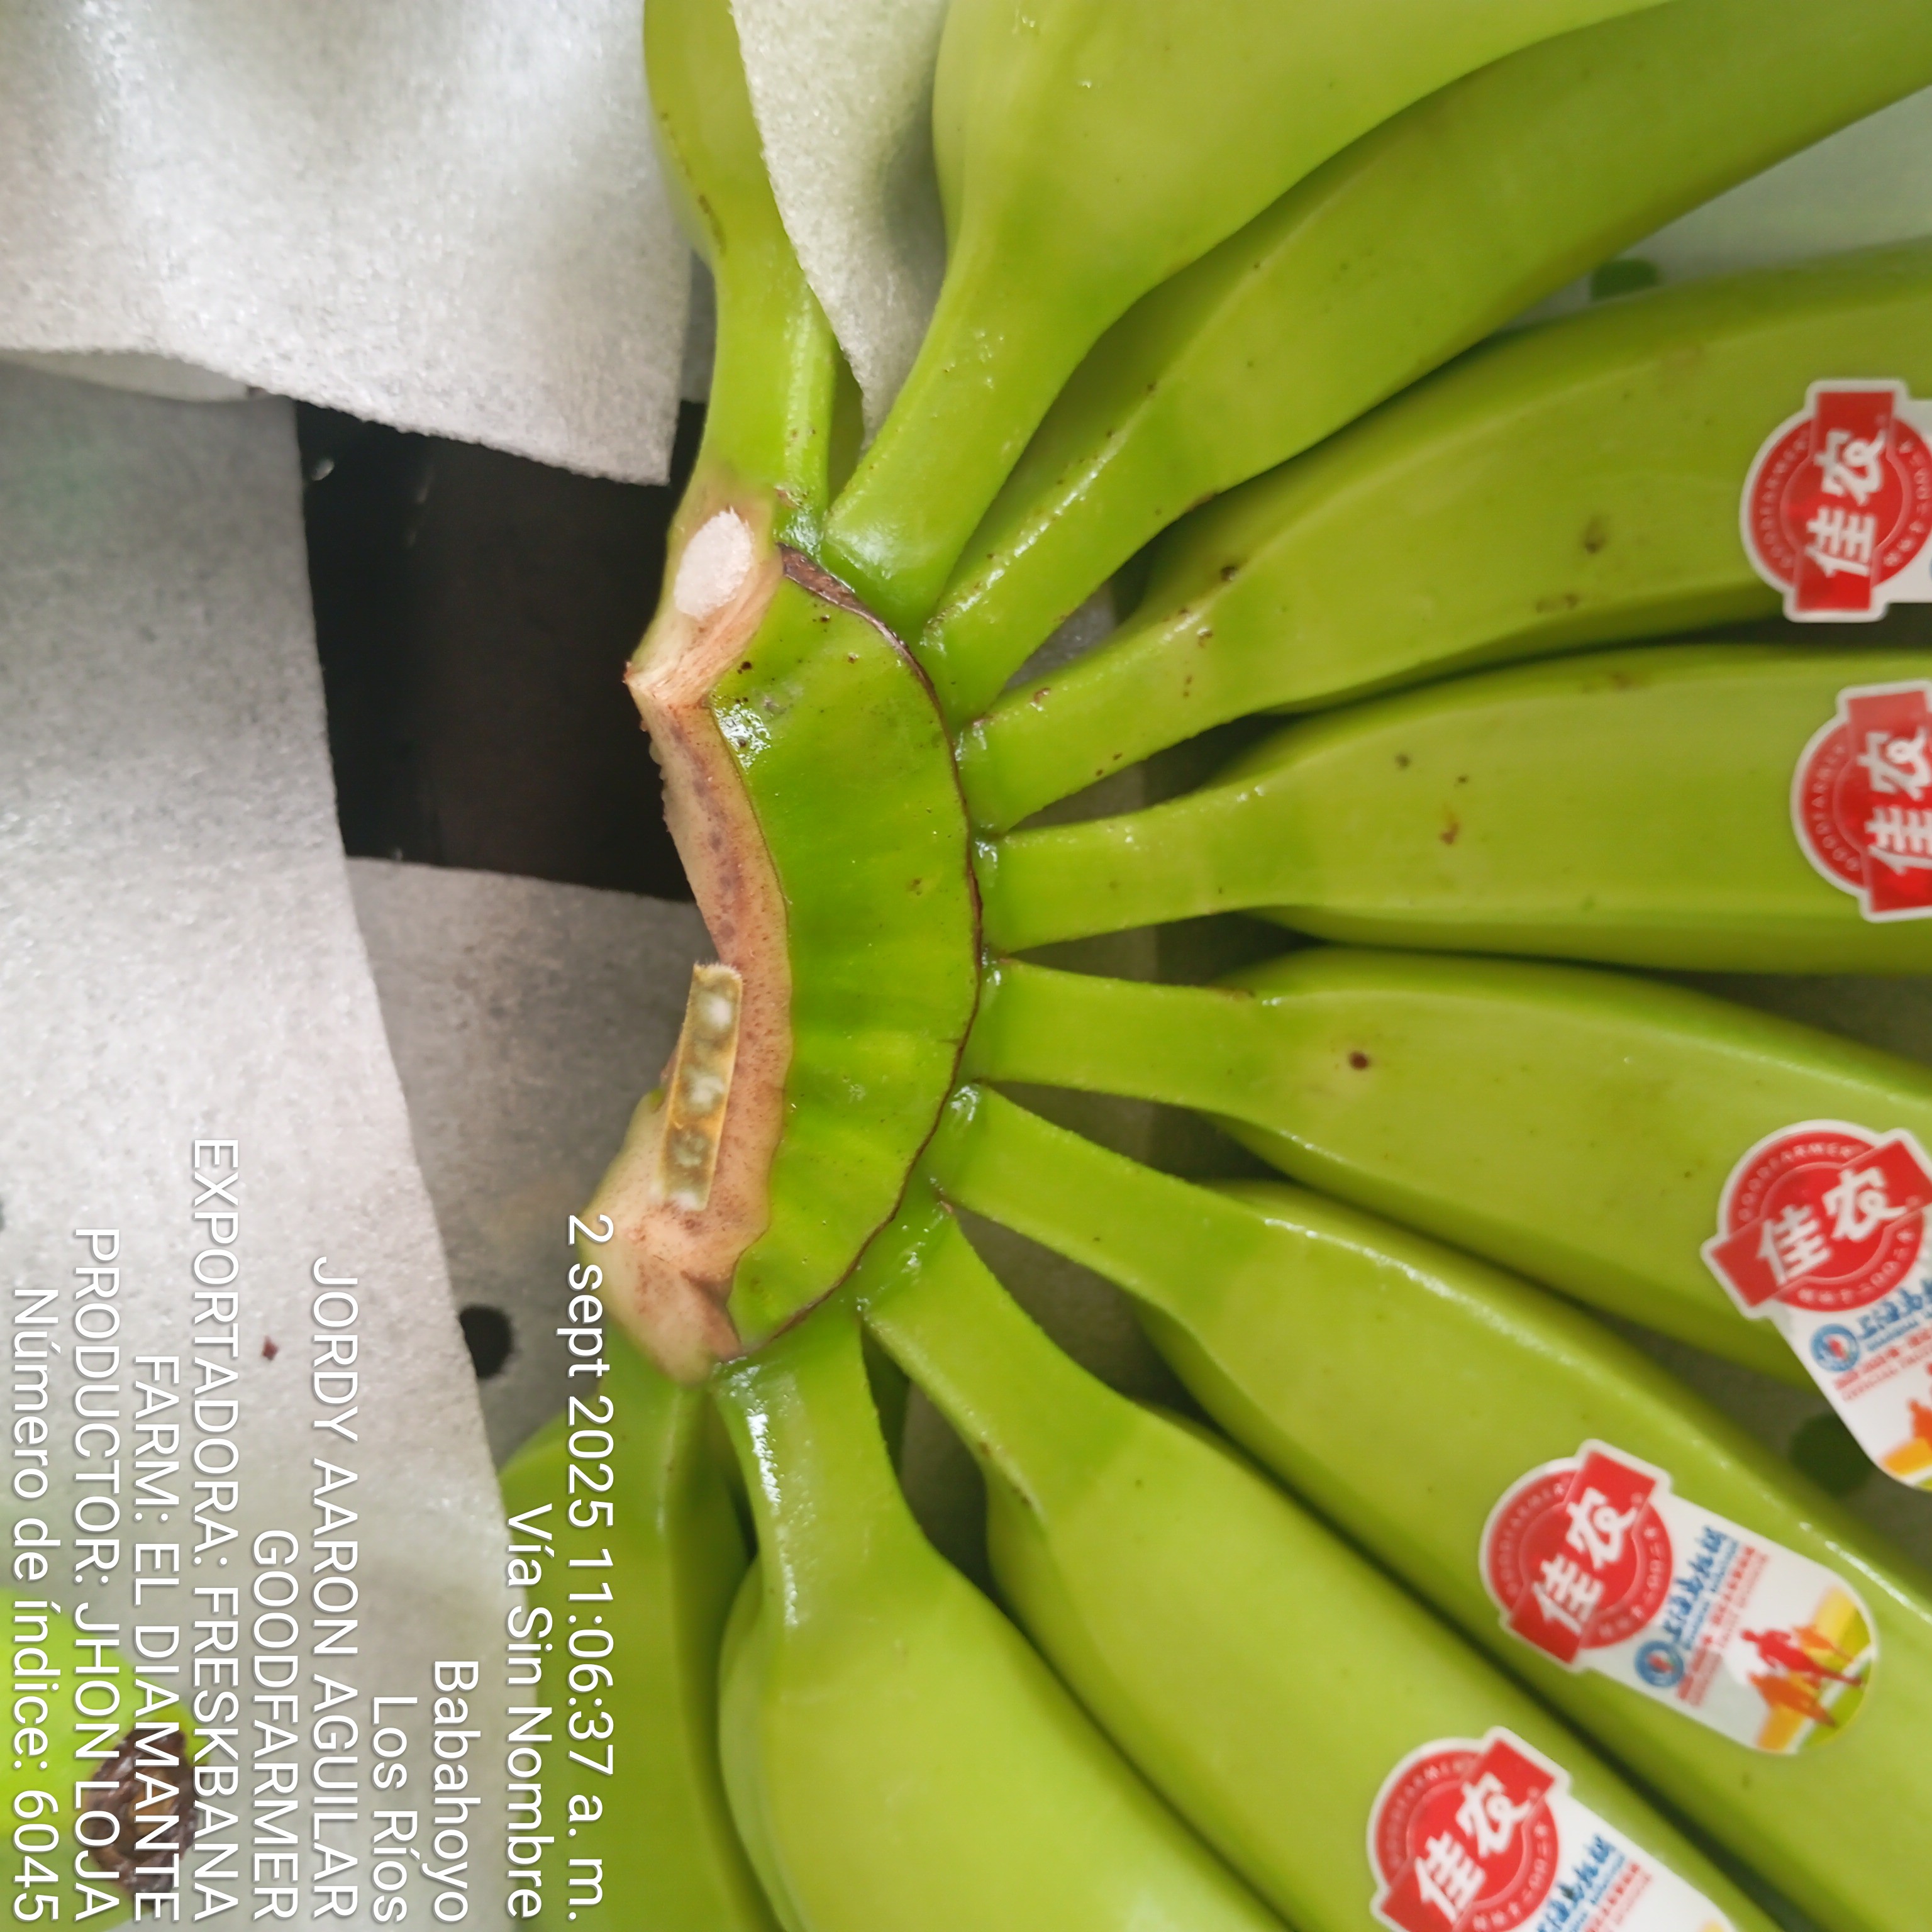 佳农
佳农
佳农
佳农
GOODFARMER
佳农
2 sept 2025 11:06:37 a. m.
Vía Sin Nombre
Babahoyo
Los Ríos
JORDY AARON AGUILAR
GOODFARMER
EXPORTADORA: FRESKBANA
FARM: EL DIAMANTE
PRODUCTOR: JHON LOJA
Número de índice: 6045